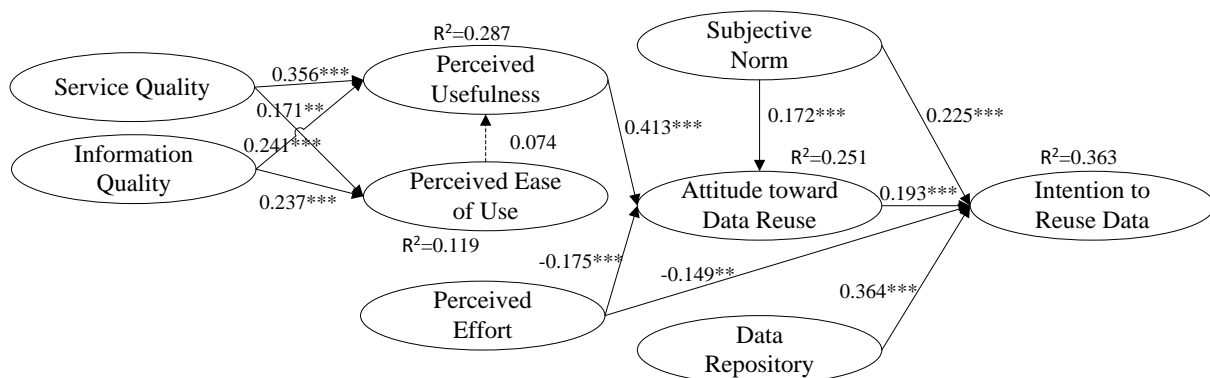 R²=0.287
Subjective
Norm
Service Quality
0.356***
Perceived
Usefulness
0.171**
0.225***
0.413***
0.172***
Information
Quality
0.241***
0.074
R²=0.251
R²=0.363
0.237***
Perceived Ease
of Use
Attitude toward
Data Reuse
0.193***
Intention to
Reuse Data
R²=0.119
-0.175***
-0.149**
Perceived
Effort
0.364***
Data
Repository